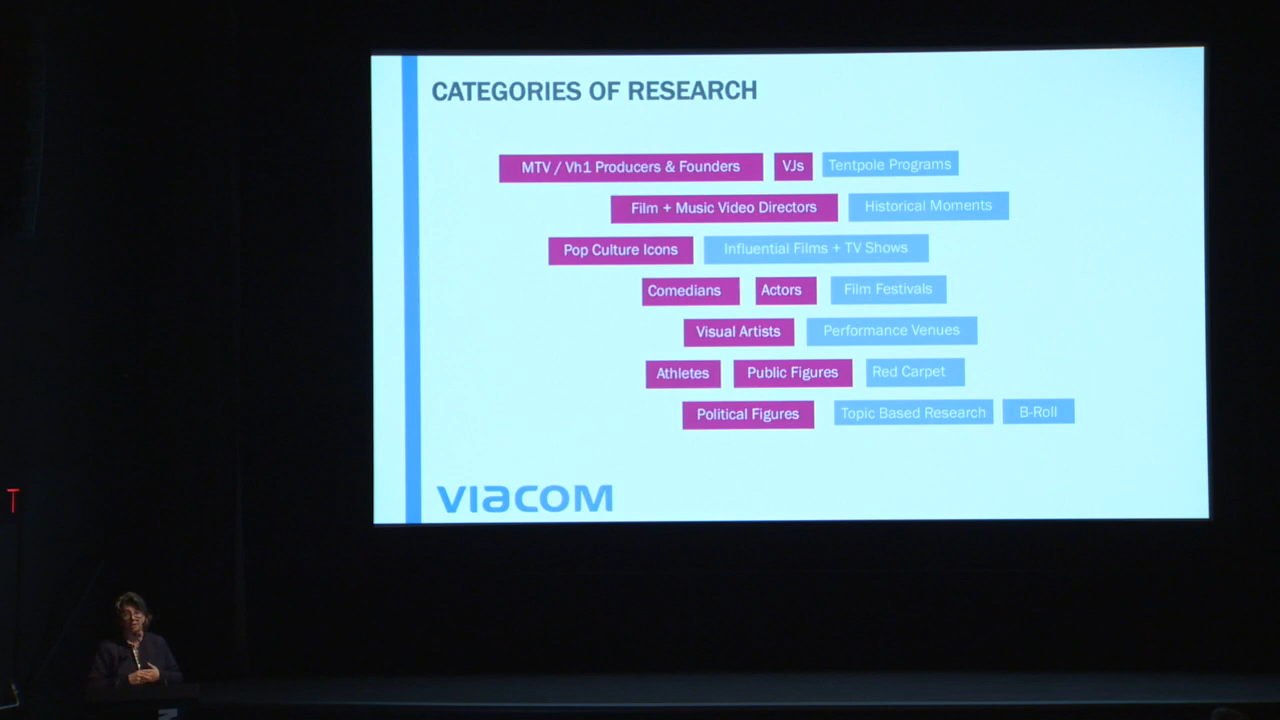 CATEGORIES OF RESEARCH
MTV / Vh1 Producers & Founders VJs Tentpole Programs
Film + Music Video Directors Historical Moments
Pop Culture Icons Influential Films + TV Shows
Comedians Actors Film Festivals
Visual Artists Performance Venues
Athletes Public Figures Red Carpet
Political Figures Topic Based Research B-Roll
VIACOM
T